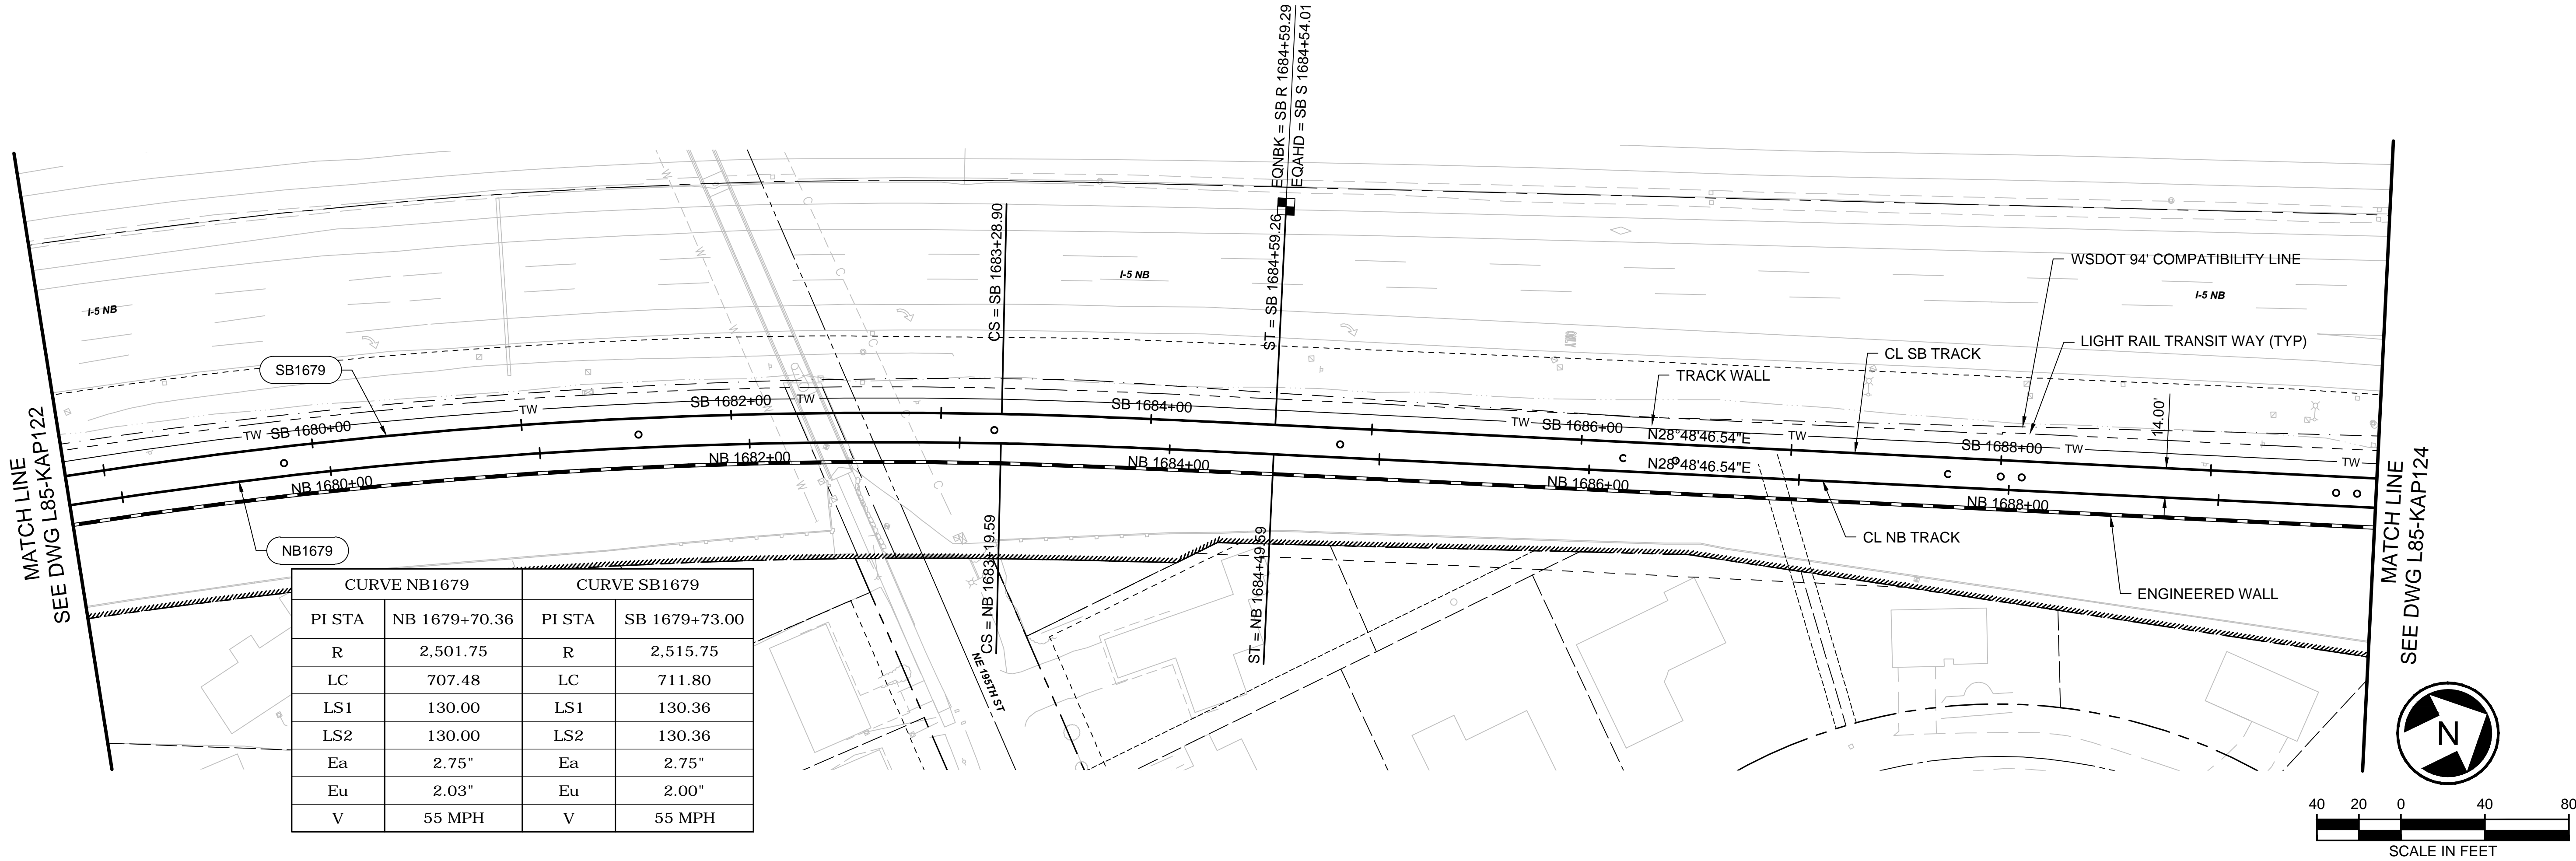 EQNBK = SB R 1684+59.29
EQAHD = SB S 1684+54.01
MATCH LINE
SEE DWG L85-KAP122
I-5 NB
I-5 NB
I-5 NB
CS = SB 1683+28.90
ST = SB 1684+59.26
WSDOT 94' COMPATIBILITY LINE
LIGHT RAIL TRANSIT WAY (TYP)
CL SB TRACK
TRACK WALL
14.00'
SB1679
TW
SB 1680+00
TW
SB 1682+00
TW
SB 1684+00
TW
SB 1686+00
N28°48'46.54"E
TW
SB 1688+00
TW
TW
NB 1680+00
NB 1682+00
NB 1684+00
N28°48'46.54"E
NB 1686+00
NB 1688+00
NB1679
CL NB TRACK
ENGINEERED WALL
MATCH LINE
SEE DWG L85-KAP124
CS = NB 1683+19.59
ST = NB 1684+49.59
NE 195TH ST
W
W
W
W
W
W
C
C
C
C
C
C
ONLY
CURVE NB1679 CURVE SB1679
PI STA NB 1679+70.36 PI STA SB 1679+73.00
R 2,501.75 R 2,515.75
LC 707.48 LC 711.80
LS1 130.00 LS1 130.36
LS2 130.00 LS2 130.36
Ea 2.75" Ea 2.75"
Eu 2.03" Eu 2.00"
V 55 MPH V 55 MPH
N
40 20 0 40 80
SCALE IN FEET